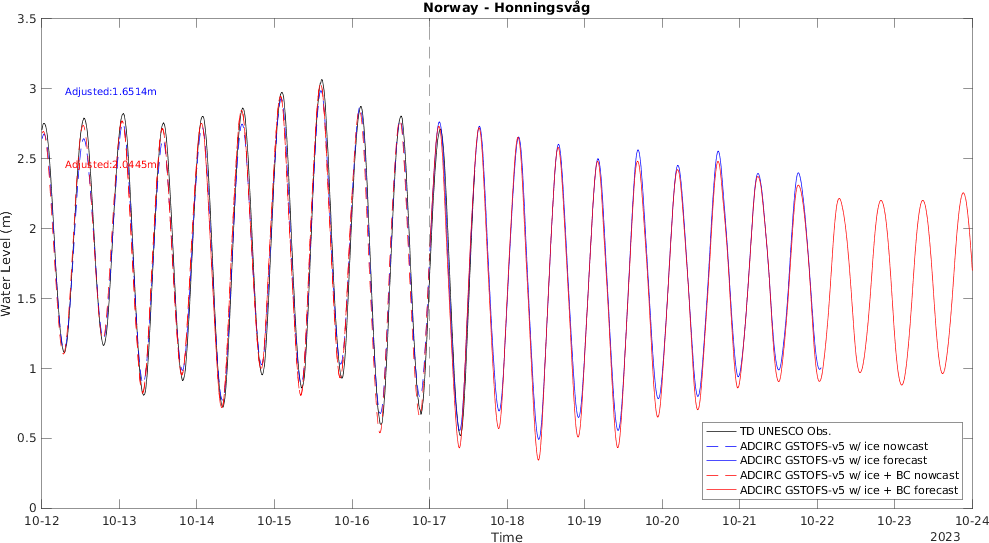 Norway - Honningsvåg
3.5
3
2.5
2
1.5
1
0.5
0
Water Level (m)
Adjusted:1.6514m
Adjusted:2.0445m
TD UNESCO Obs.
ADCIRC GSTOFS-v5 w/ ice nowcast
ADCIRC GSTOFS-v5 w/ ice forecast
ADCIRC GSTOFS-v5 w/ ice + BC nowcast
ADCIRC GSTOFS-v5 w/ ice + BC forecast
10-12 10-13 10-14 10-15 10-16 10-17 10-18 10-19 10-20 10-21 10-22 10-23 10-24
Time
2023